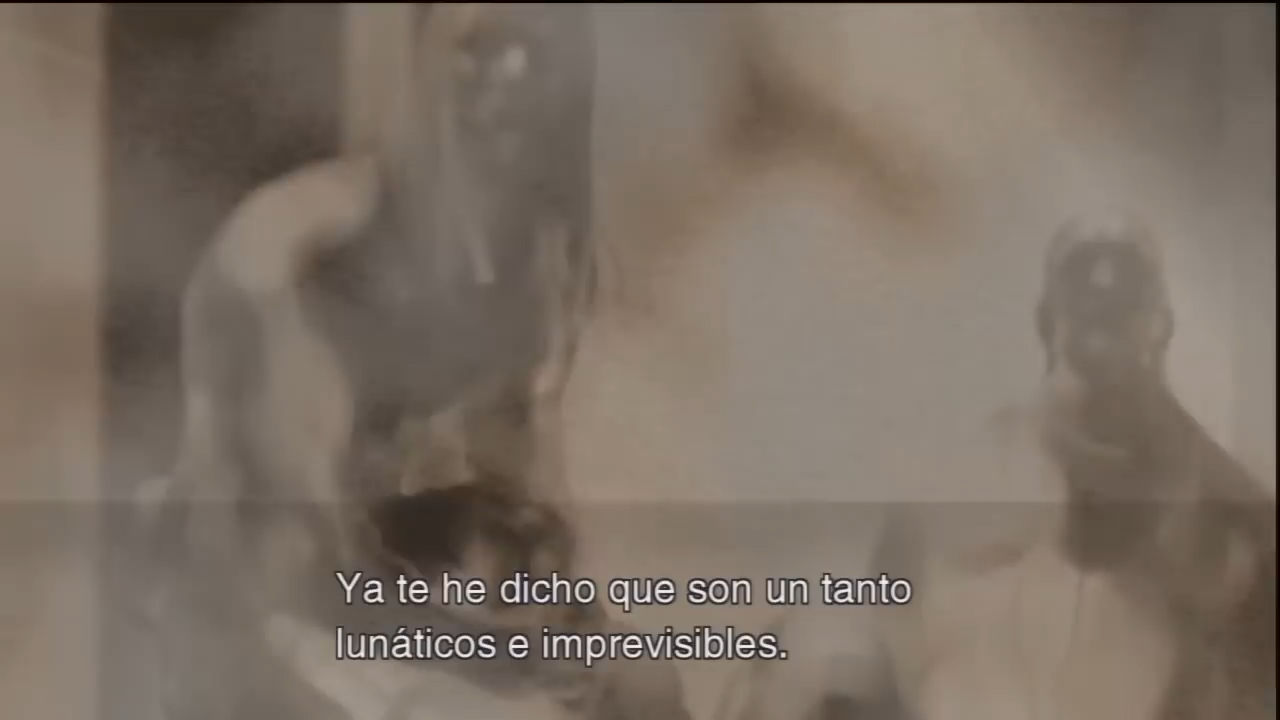 Ya te he dicho que son un tanto
lunáticos e imprevisibles.